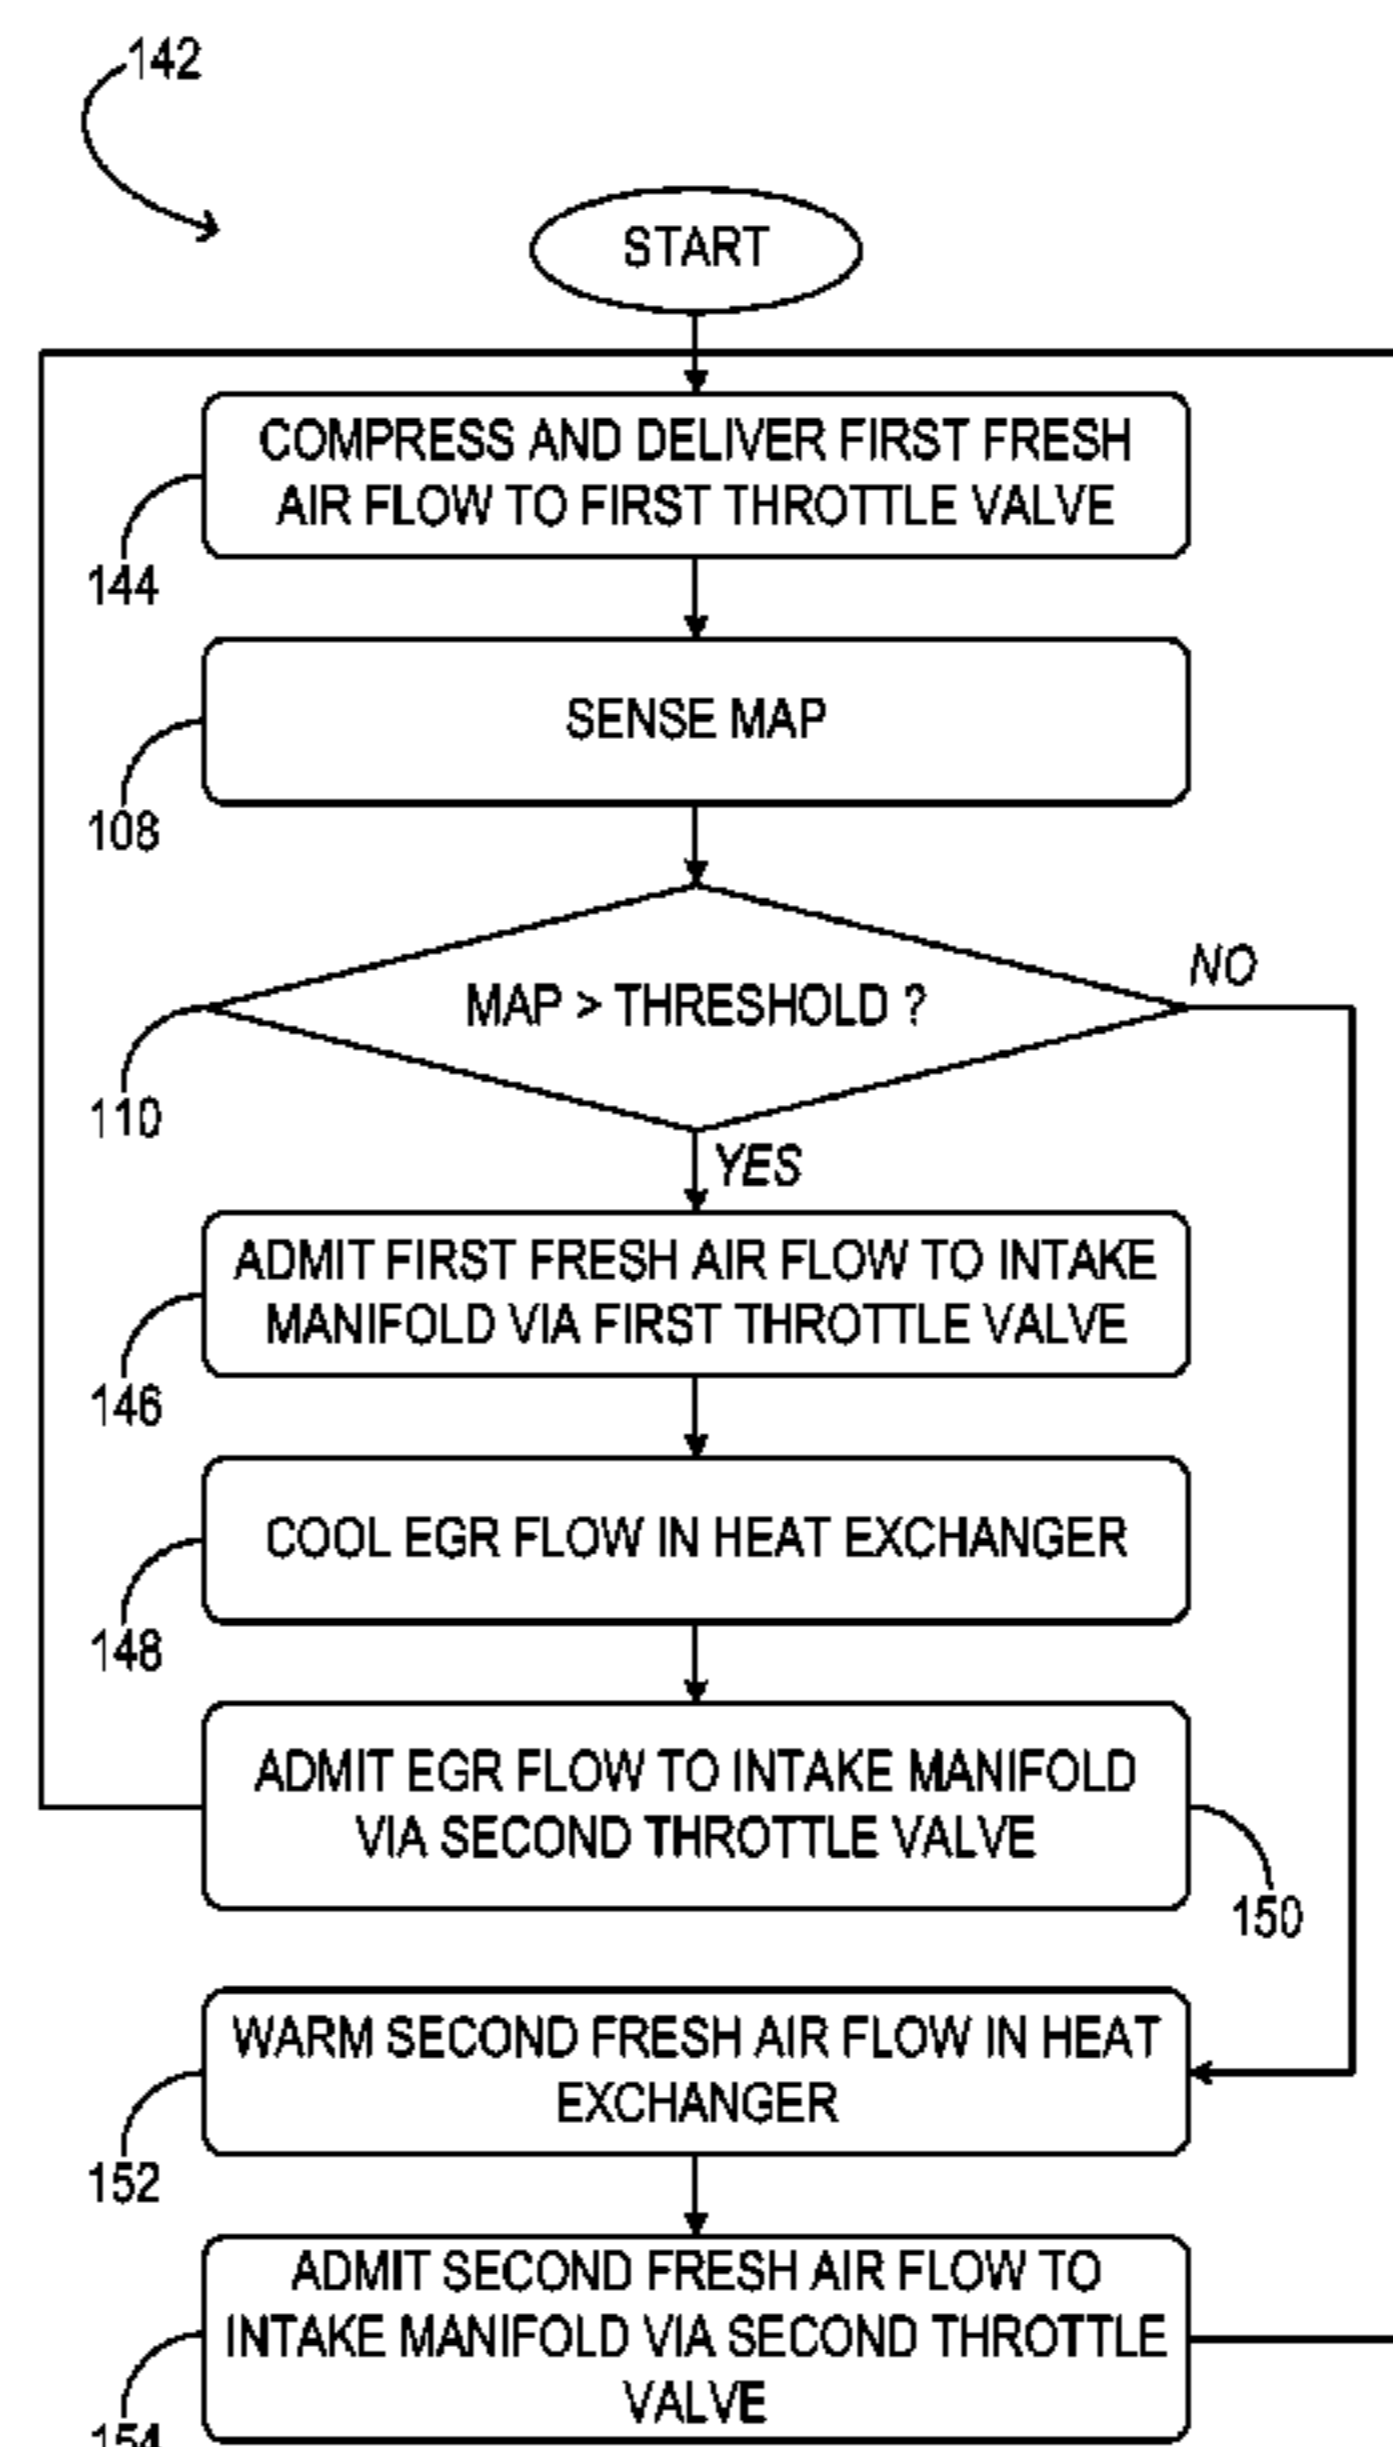 142
START
COMPRESS AND DELIVER FIRST FRESH
AIR FLOW TO FIRST THROTTLE VALVE
144
SENSE MAP
108
MAP > THRESHOLD ?
NO
110
YES
ADMIT FIRST FRESH AIR FLOW TO INTAKE
MANIFOLD VIA FIRST THROTTLE VALVE
146
COOL EGR FLOW IN HEAT EXCHANGER
148
ADMIT EGR FLOW TO INTAKE MANIFOLD
VIA SECOND THROTTLE VALVE
150
WARM SECOND FRESH AIR FLOW IN HEAT
EXCHANGER
152
ADMIT SECOND FRESH AIR FLOW TO
INTAKE MANIFOLD VIA SECOND THROTTLE
VALVE
154